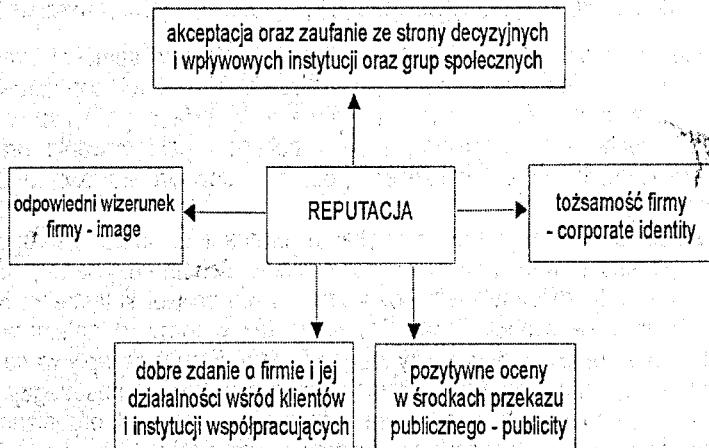 akceptacja oraz zaufanie ze strony decyzyjnych
i wpływowych instytucji oraz grup społecznych
odpowiedni wizerunek
firmy - image
REPUTACJA
tożsamość firmy
- corporate identity
dobre zdanie o firmie i jej
działalności wśród klientów
i instytucji współpracujących
pozytywne oceny
w środkach przekazu
publicznego - publicity